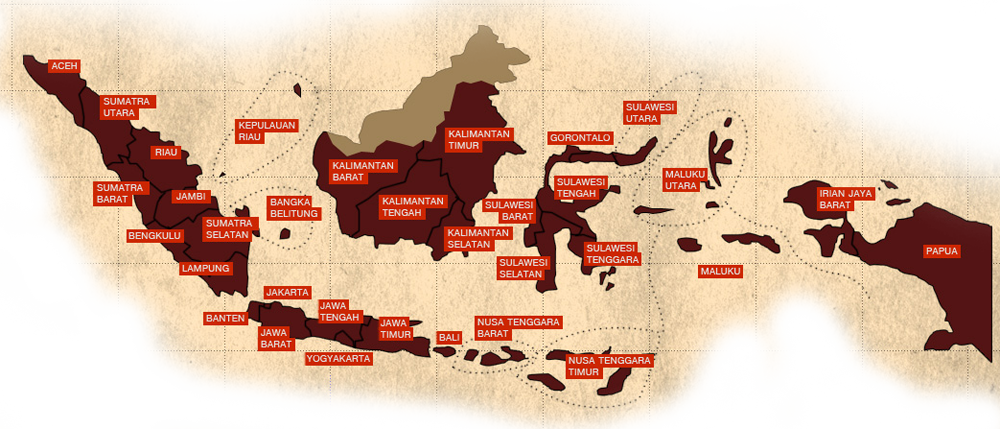 ACEH
SUMATRA
UTARA
RIAU
KEPULAUAN
RIAU
SUMATRA
BARAT
JAMBI
BENGKULU
SUMATRA
SELATAN
BANGKA
BELITUNG
LAMPUNG
KALIMANTAN
BARAT
KALIMANTAN
TIMUR
KALIMANTAN
TENGAH
KALIMANTAN
SELATAN
GORONTALO
SULAWESI
UTARA
SULAWESI
TENGAH
SULAWESI
BARAT
SULAWESI
SELATAN
SULAWESI
TENGGARA
MALUKU
UTARA
MALUKU
IRIAN JAYA
BARAT
PAPUA
BANTEN
JAKARTA
JAWA
BARAT
JAWA
TENGAH
YOGYAKARTA
JAWA
TIMUR
BALI
NUSA TENGGARA
BARAT
NUSA TENGGARA
TIMUR